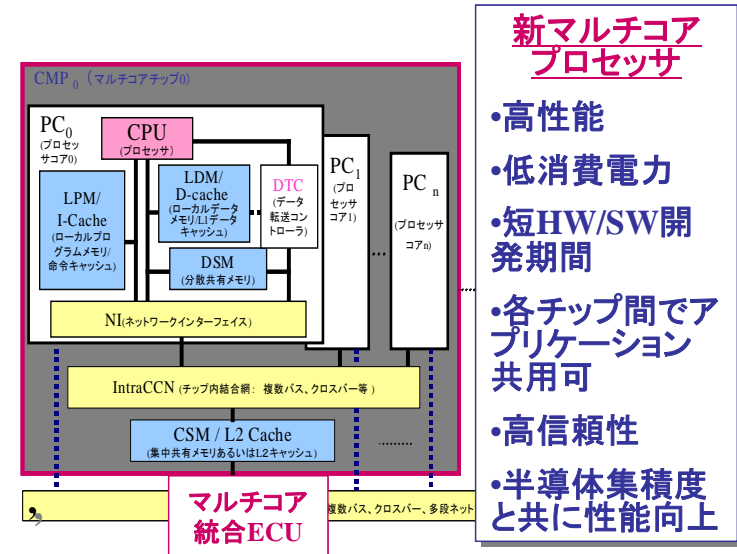 CMP0（マルチコアチップ0）
PC0
(プロセッ
サコア0)
CPU
(プロセッサ）
LPM/
I-Cache
(ローカルプロ
グラムメモリ/
命令キャッシュ)
LDM/
D-cache
(ローカルデータ
メモリ/L1データ
キャッシュ)
DTC
(データ
転送コン
トローラ)
DSM
(分散共有メモリ)
NI(ネットワークインターフェイス)
PC1
(プロ
セッサ
コア1)
PC n
(プロセッサ
コアn)
IntraCCN (チップ内結合網： 複数バス、クロスバー等 )
CSM / L2 Cache
(集中共有メモリあるいはL2キャッシュ)
複数バス、クロスバー、多段ネット
マルチコア
統合ECU
新マルチコア
プロセッサ
•高性能
•低消費電力
•短HW/SW開
発期間
•各チップ間でア
プリケーション
共用可
•高信頼性
•半導体集積度
と共に性能向上